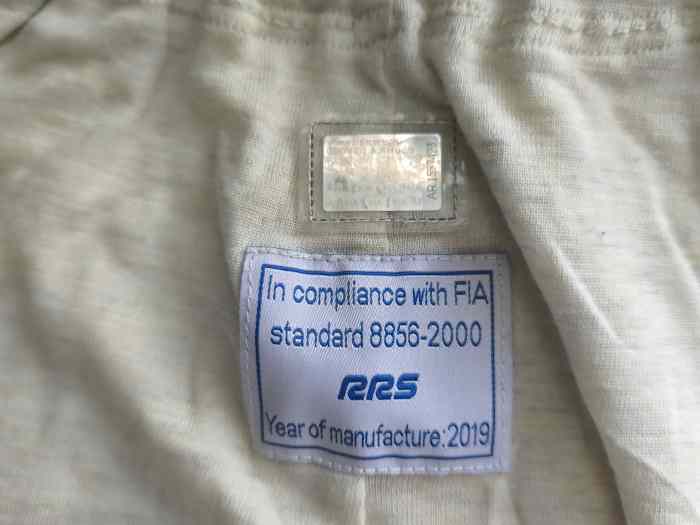 In compliance with FIA
standard 8856-2000
RRS
Year of manufacture:2019